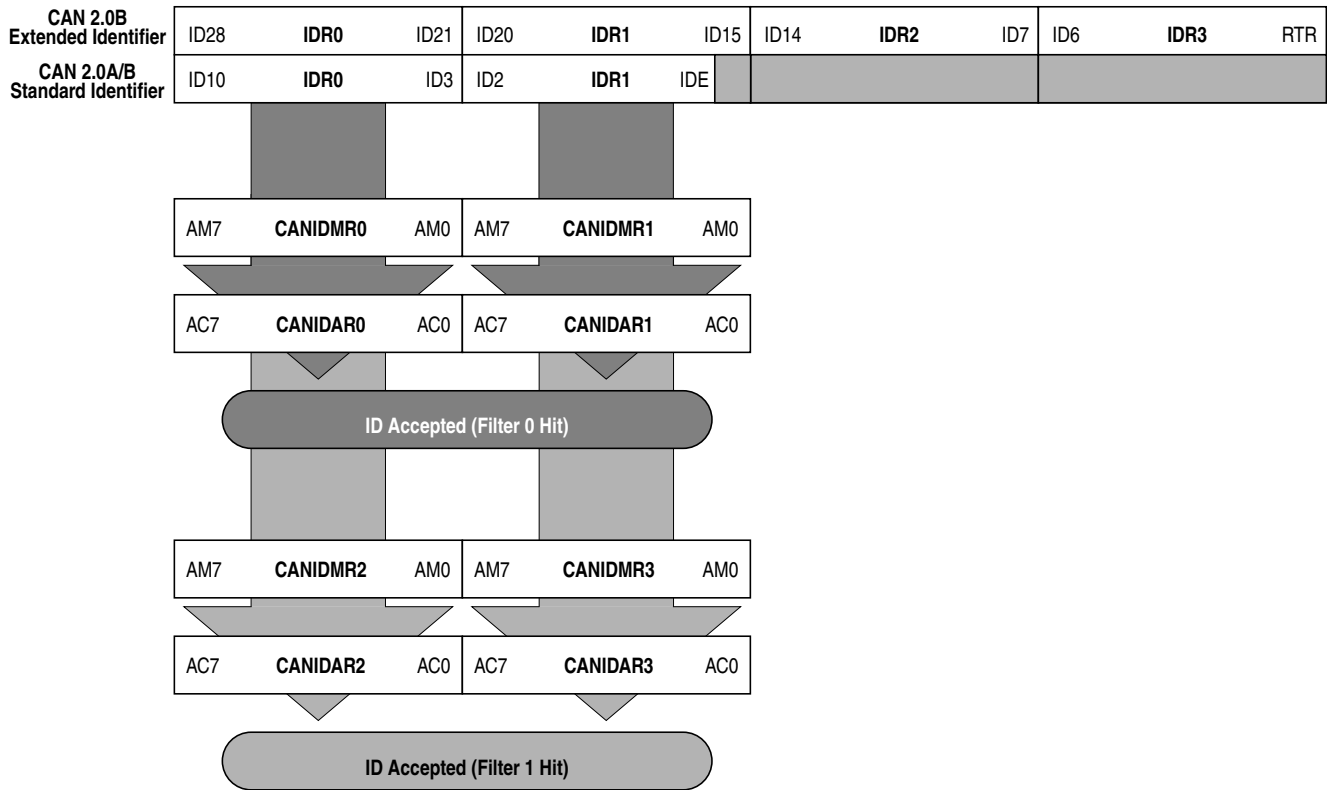 CAN 2.0B
Extended Identifier
ID28 IDR0 ID21 ID20 IDR1 ID15 ID14 IDR2 ID7 ID6 IDR3 RTR
CAN 2.0A/B
Standard Identifier
ID10 IDR0 ID3 ID2 IDR1 IDE
AM7 CANIDMR0 AM0 AM7 CANIDMR1 AM0
AC7 CANIDAR0 AC0 AC7 CANIDAR1 AC0
ID Accepted (Filter 0 Hit)
AM7 CANIDMR2 AM0 AM7 CANIDMR3 AM0
AC7 CANIDAR2 AC0 AC7 CANIDAR3 AC0
ID Accepted (Filter 1 Hit)